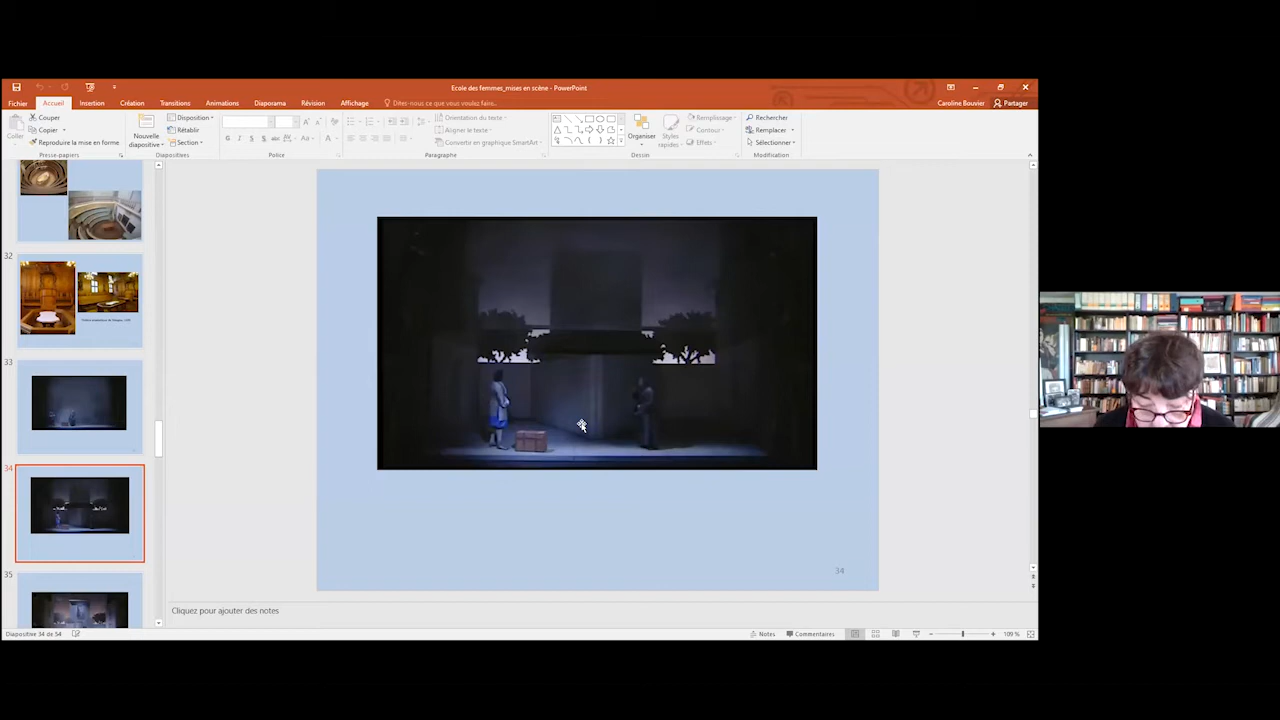 Ecole des femmes_mises en scène - PowerPoint
Fichier Accueil Insertion Création Transitions Animations Diaporama Révision Affichage Dites-nous ce que vous voulez faire... Caroline Bouvier Partager
Coller
Couper
Copier
Reproduire la mise en forme
Presse-papiers
Nouvelle diapositive
Disposition
Rétablir
Section
Diapositives
G I S S
Aa A
Police
Orientation du texte
Aligner le texte
Convertir en graphique SmartArt
Paragraphe
Organiser
Styles rapides
Remplissage
Contour
Effets
Dessin
Rechercher
Remplacer
Sélectionner
Modification
32
33
34
35
34
Cliquez pour ajouter des notes
Diapositive 34 de 54
Notes Commentaires 109 %